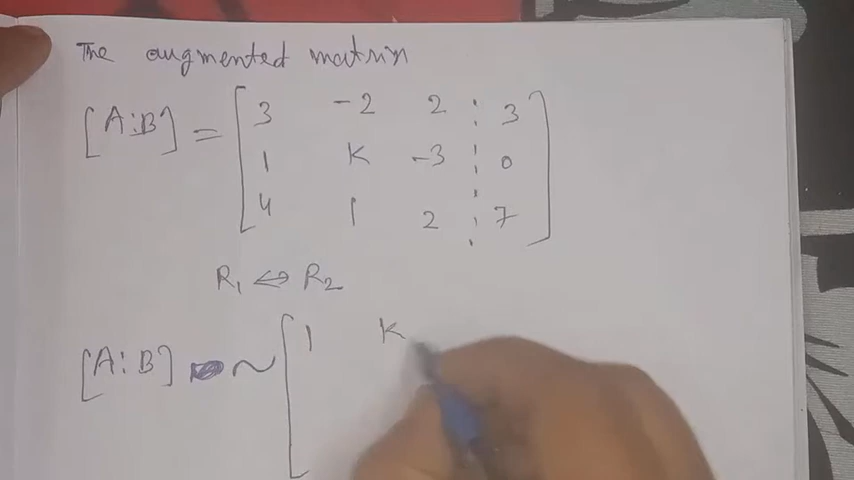 The augmented matrix
3 -2 2 : 3
[A:B] = 1 K -3 : 0
4 1 2 : 7
R1 ⇔ R2
[A:B] ~ [ 1 K